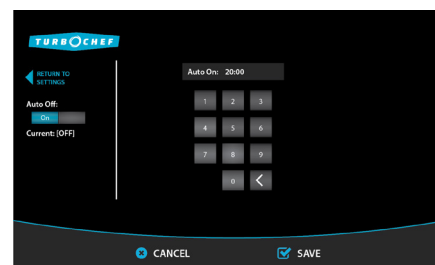 TURBOCHEF
RETURN TO
SETTINGS
Auto Off:
On
Current: [OFF]
Auto On: 20:00
1 2 3
4 5 6
7 8 9
0
CANCEL
SAVE